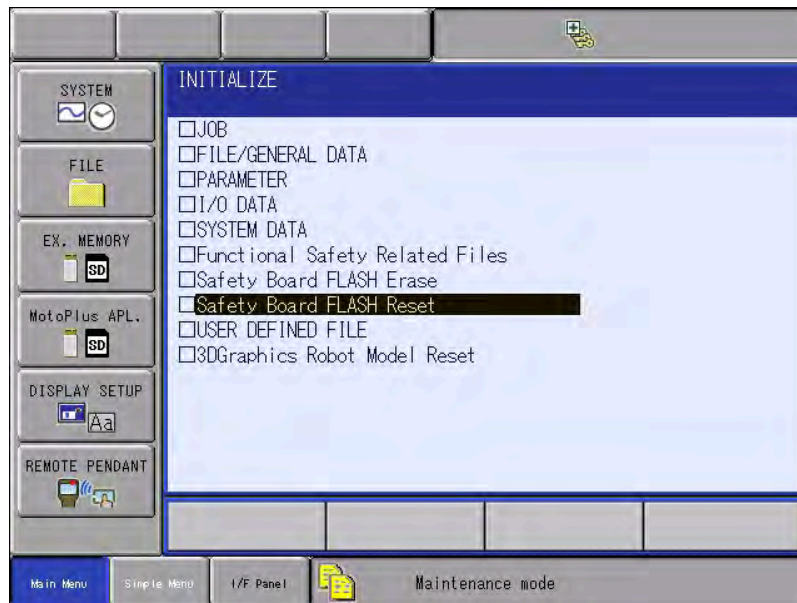 SYSTEM
FILE
EX. MEMORY
SD
MotoPlus APL.
SD
DISPLAY SETUP
Aa
REMOTE PENDANT
INITIALIZE
JOB
FILE/GENERAL DATA
PARAMETER
I/O DATA
SYSTEM DATA
Functional Safety Related Files
Safety Board FLASH Erase
Safety Board FLASH Reset
USER DEFINED FILE
3DGraphics Robot Model Reset
Main Menu
Simple Menu
I/F Panel
Maintenance mode